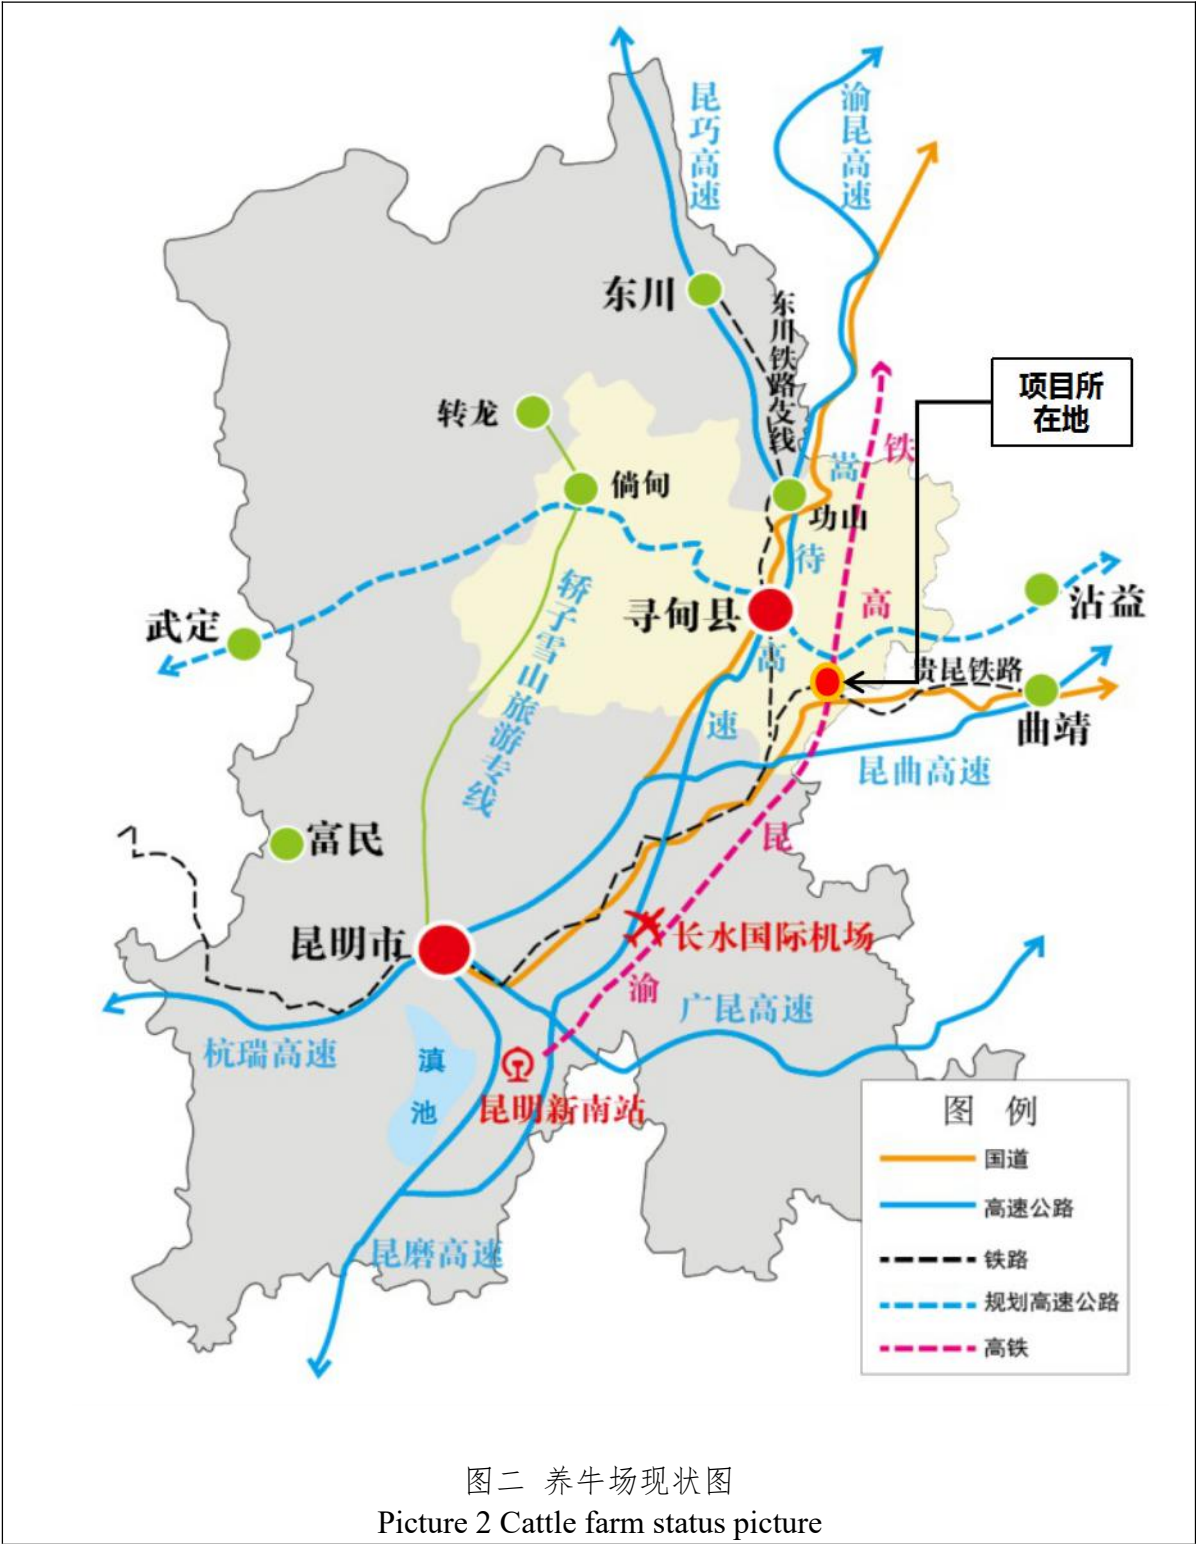 昆巧高速
渝昆高速
东川
东川铁路支线
项目所
在地
转龙
倘甸
嵩待高速
渝昆高铁
功山
沾益
寻甸县
武定
轿子雪山旅游专线
贵昆铁路
曲靖
昆曲高速
富民
昆明市
长水国际机场
广昆高速
杭瑞高速
滇池
昆明新南站
昆磨高速
图 例
国道
高速公路
铁路
规划高速公路
高铁
图二 养牛场现状图
Picture 2 Cattle farm status picture